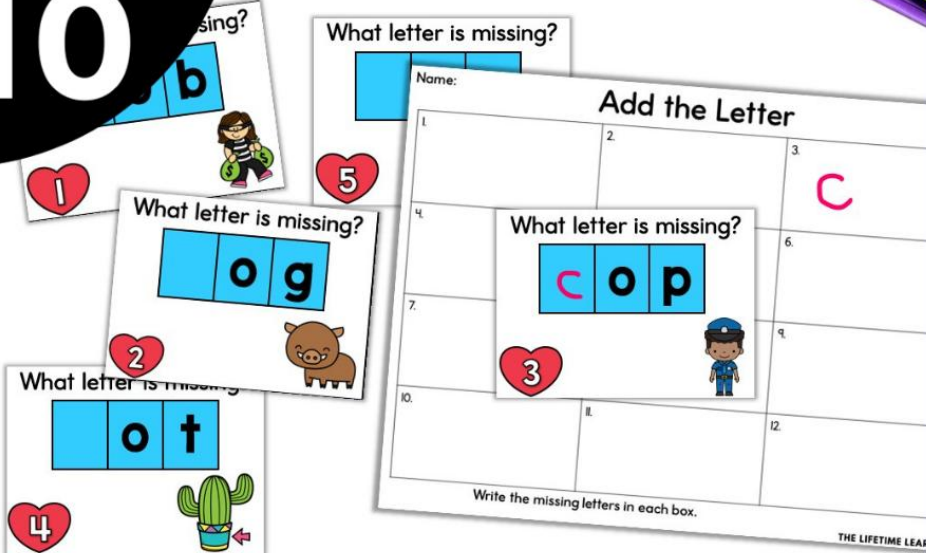 10
sing?
b
1
What letter is missing?
5
What letter is missing?
o g
2
What letter is missing?
o t
4
Name:
Add the Letter
1.
2.
3.
c
4.
What letter is missing?
c o p
3
6.
7.
9.
10.
11.
12.
Write the missing letters in each box.
THE LIFETIME LEAR